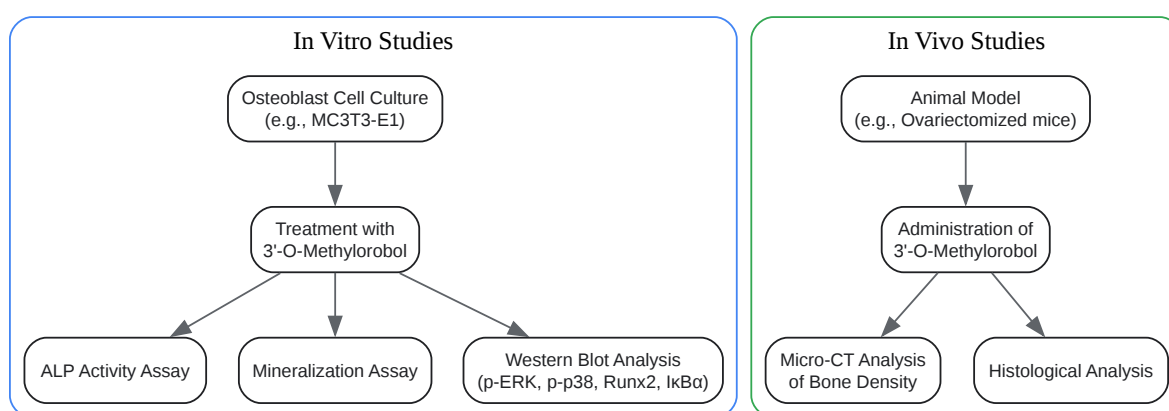 In Vitro Studies
Osteoblast Cell Culture
(e.g., MC3T3-E1)
Treatment with
3'-O-Methylorobol
ALP Activity Assay
Mineralization Assay
Western Blot Analysis
(p-ERK, p-p38, Runx2, IκBα)
In Vivo Studies
Animal Model
(e.g., Ovariectomized mice)
Administration of
3'-O-Methylorobol
Micro-CT Analysis
of Bone Density
Histological Analysis